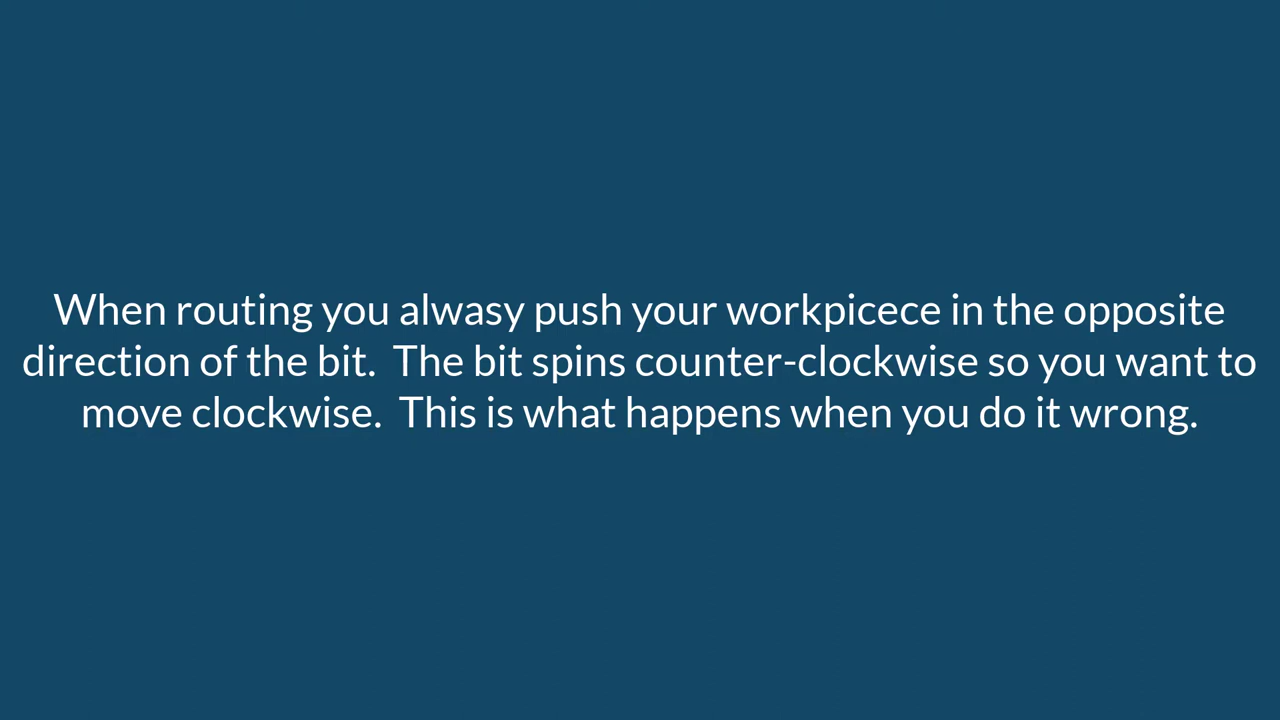 When routing you alwasy push your workpicece in the opposite
direction of the bit.  The bit spins counter-clockwise so you want to
move clockwise.  This is what happens when you do it wrong.